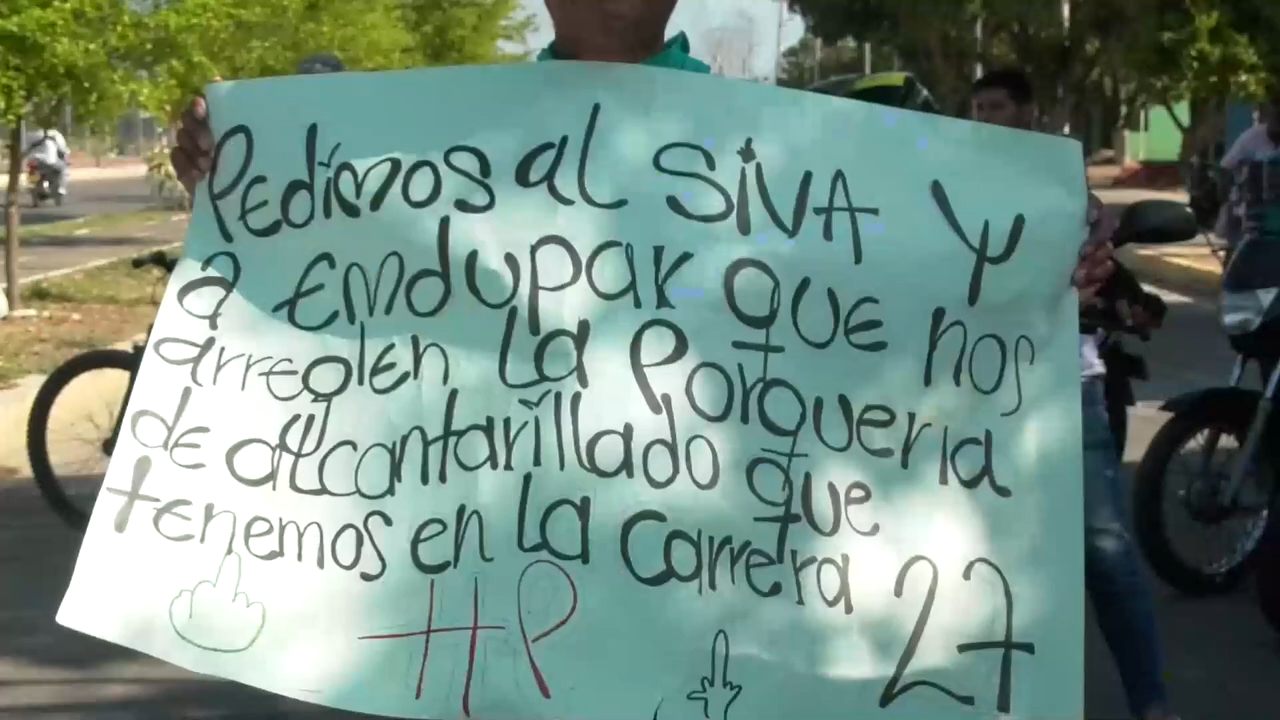 Pedimos al SIVA Y
a Emdupar que nos
arreglen la Porqueria
de alcantarillado que
tenemos en la carrera 27
HP